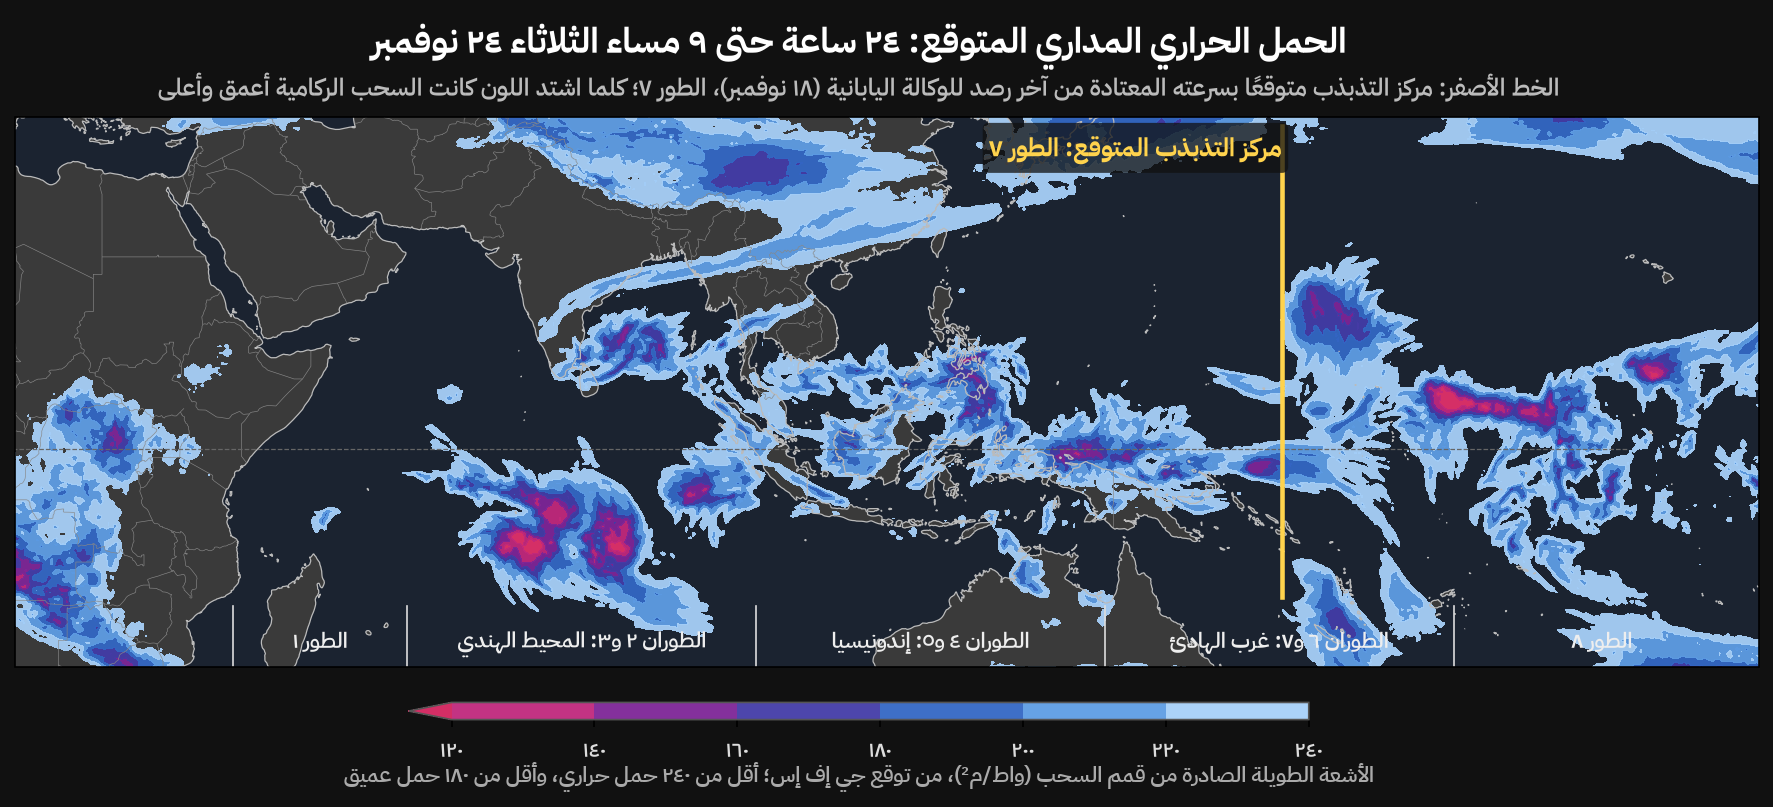 الحمل الحراري المداري المتوقع: ٢٤ ساعة حتى ٩ مساء الثلاثاء ٢٤ نوفمبر
الخط الأصفر: مركز التذبذب متوقعًا بسرعته المعتادة من آخر رصد للوكالة اليابانية (١٨ نوفمبر)، الطور ٧؛ كلما اشتد اللون كانت السحب الركامية أعمق وأعلى
مركز التذبذب المتوقع: الطور ٧
الطور ١
الطوران ٢ و٣: المحيط الهندي
الطوران ٤ و٥: إندونيسيا
الطوران ٦ و٧: غرب الهادئ
الطور ٨
١٢٠ ١٤٠ ١٦٠ ١٨٠ ٢٠٠ ٢٢٠ ٢٤٠
الأشعة الطويلة الصادرة من قمم السحب (واط/م²)، من توقع جي إف إس؛ أقل من ٢٤٠ حمل حراري، وأقل من ١٨٠ حمل عميق